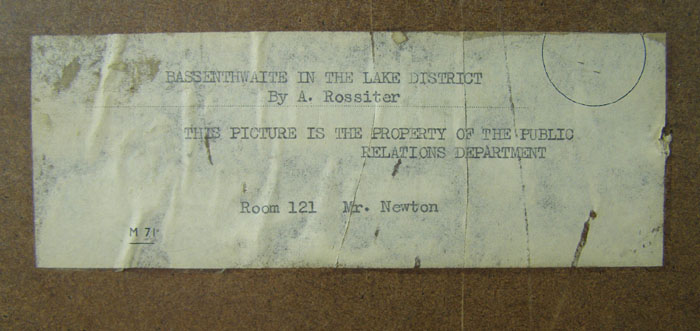 BASSENTHWAITE IN THE LAKE DISTRICT
By A. Rossiter
THIS PICTURE IS THE PROPERTY OF THE PUBLIC
RELATIONS DEPARTMENT
Room 121 Mr. Newton
M 71